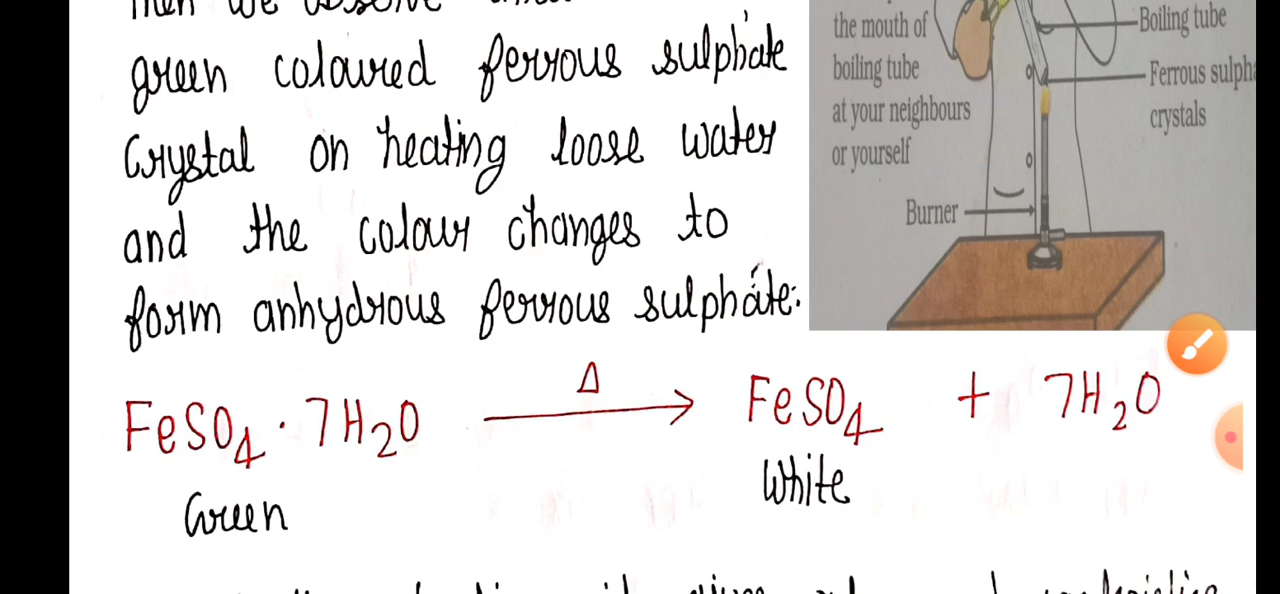 green coloured ferrous sulphate
Crystal on heating loose water
and the colour changes to
form anhydrous ferrous sulphate.
FeSO4 · 7H2O —Δ→ FeSO4 + 7H2O
Green
White
the mouth of
boiling tube
at your neighbours
or yourself
Burner
Boiling tube
Ferrous sulpha
crystals